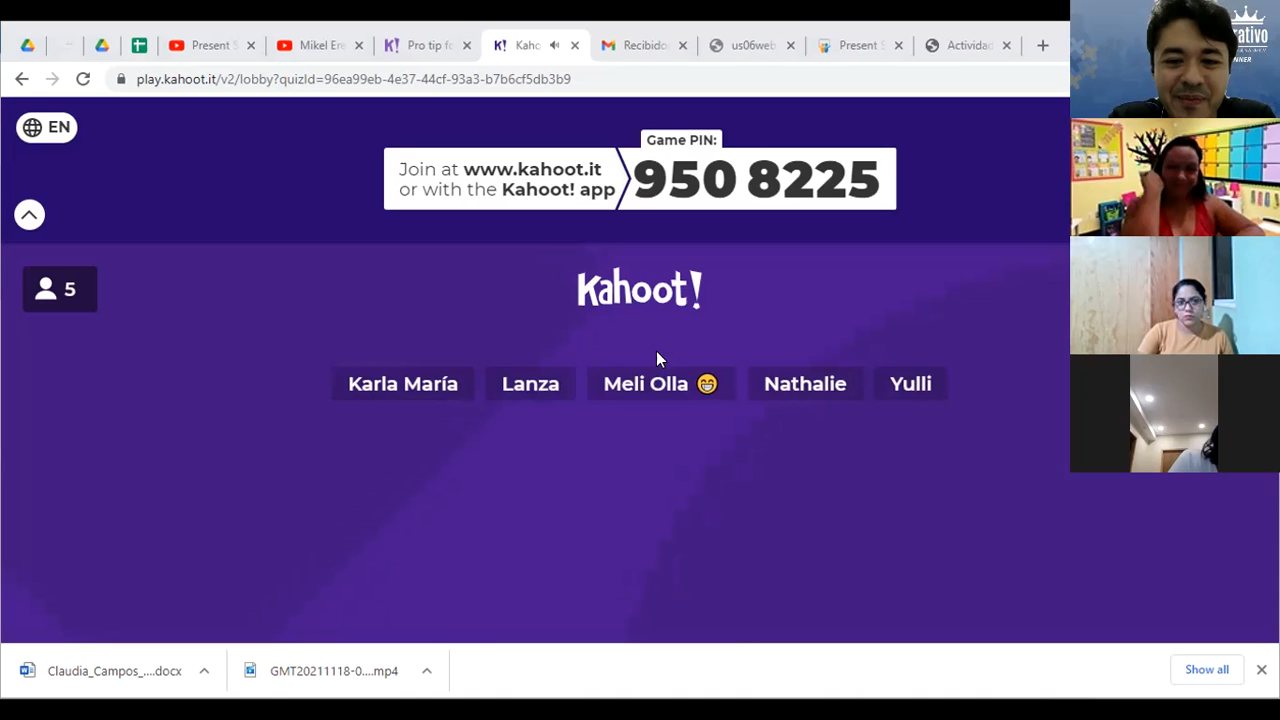 Present S
Mikel Ere
Pro tip fo
Kaho
Recibido
us06web
Present S
Actividad
play.kahoot.it/v2/lobby?quizId=96ea99eb-4e37-44cf-93a3-b7b6cf5db3b9
EN
Game PIN:
Join at www.kahoot.it
or with the Kahoot! app
950 8225
5
Kahoot!
Karla María
Lanza
Meli Olla 😁
Nathalie
Yulli
Claudia_Campos_....docx
GMT20211118-0....mp4
Show all